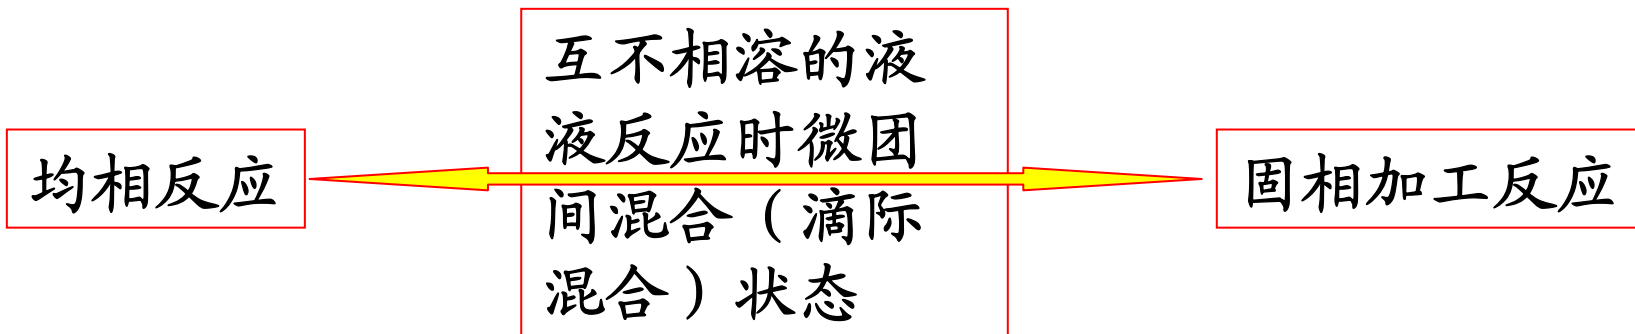 均相反应
互不相溶的液
液反应时微团
间混合（滴际
混合）状态
固相加工反应